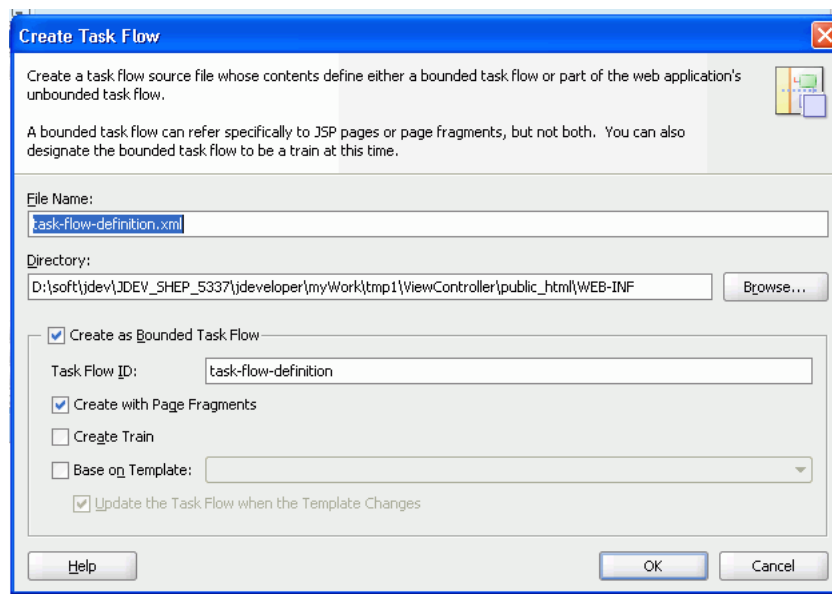 Create Task Flow
Create a task flow source file whose contents define either a bounded task flow or part of the web application's
unbounded task flow.
A bounded task flow can refer specifically to JSP pages or page fragments, but not both. You can also
designate the bounded task flow to be a train at this time.
File Name:
task-flow-definition.xml
Directory:
D:\soft\jdev\JDEV_SHEP_5337\jdeveloper\myWork\tmp1\ViewController\public_html\WEB-INF
Browse...
Create as Bounded Task Flow
Task Flow ID:
task-flow-definition
Create with Page Fragments
Create Train
Base on Template:
Update the Task Flow when the Template Changes
Help
OK
Cancel